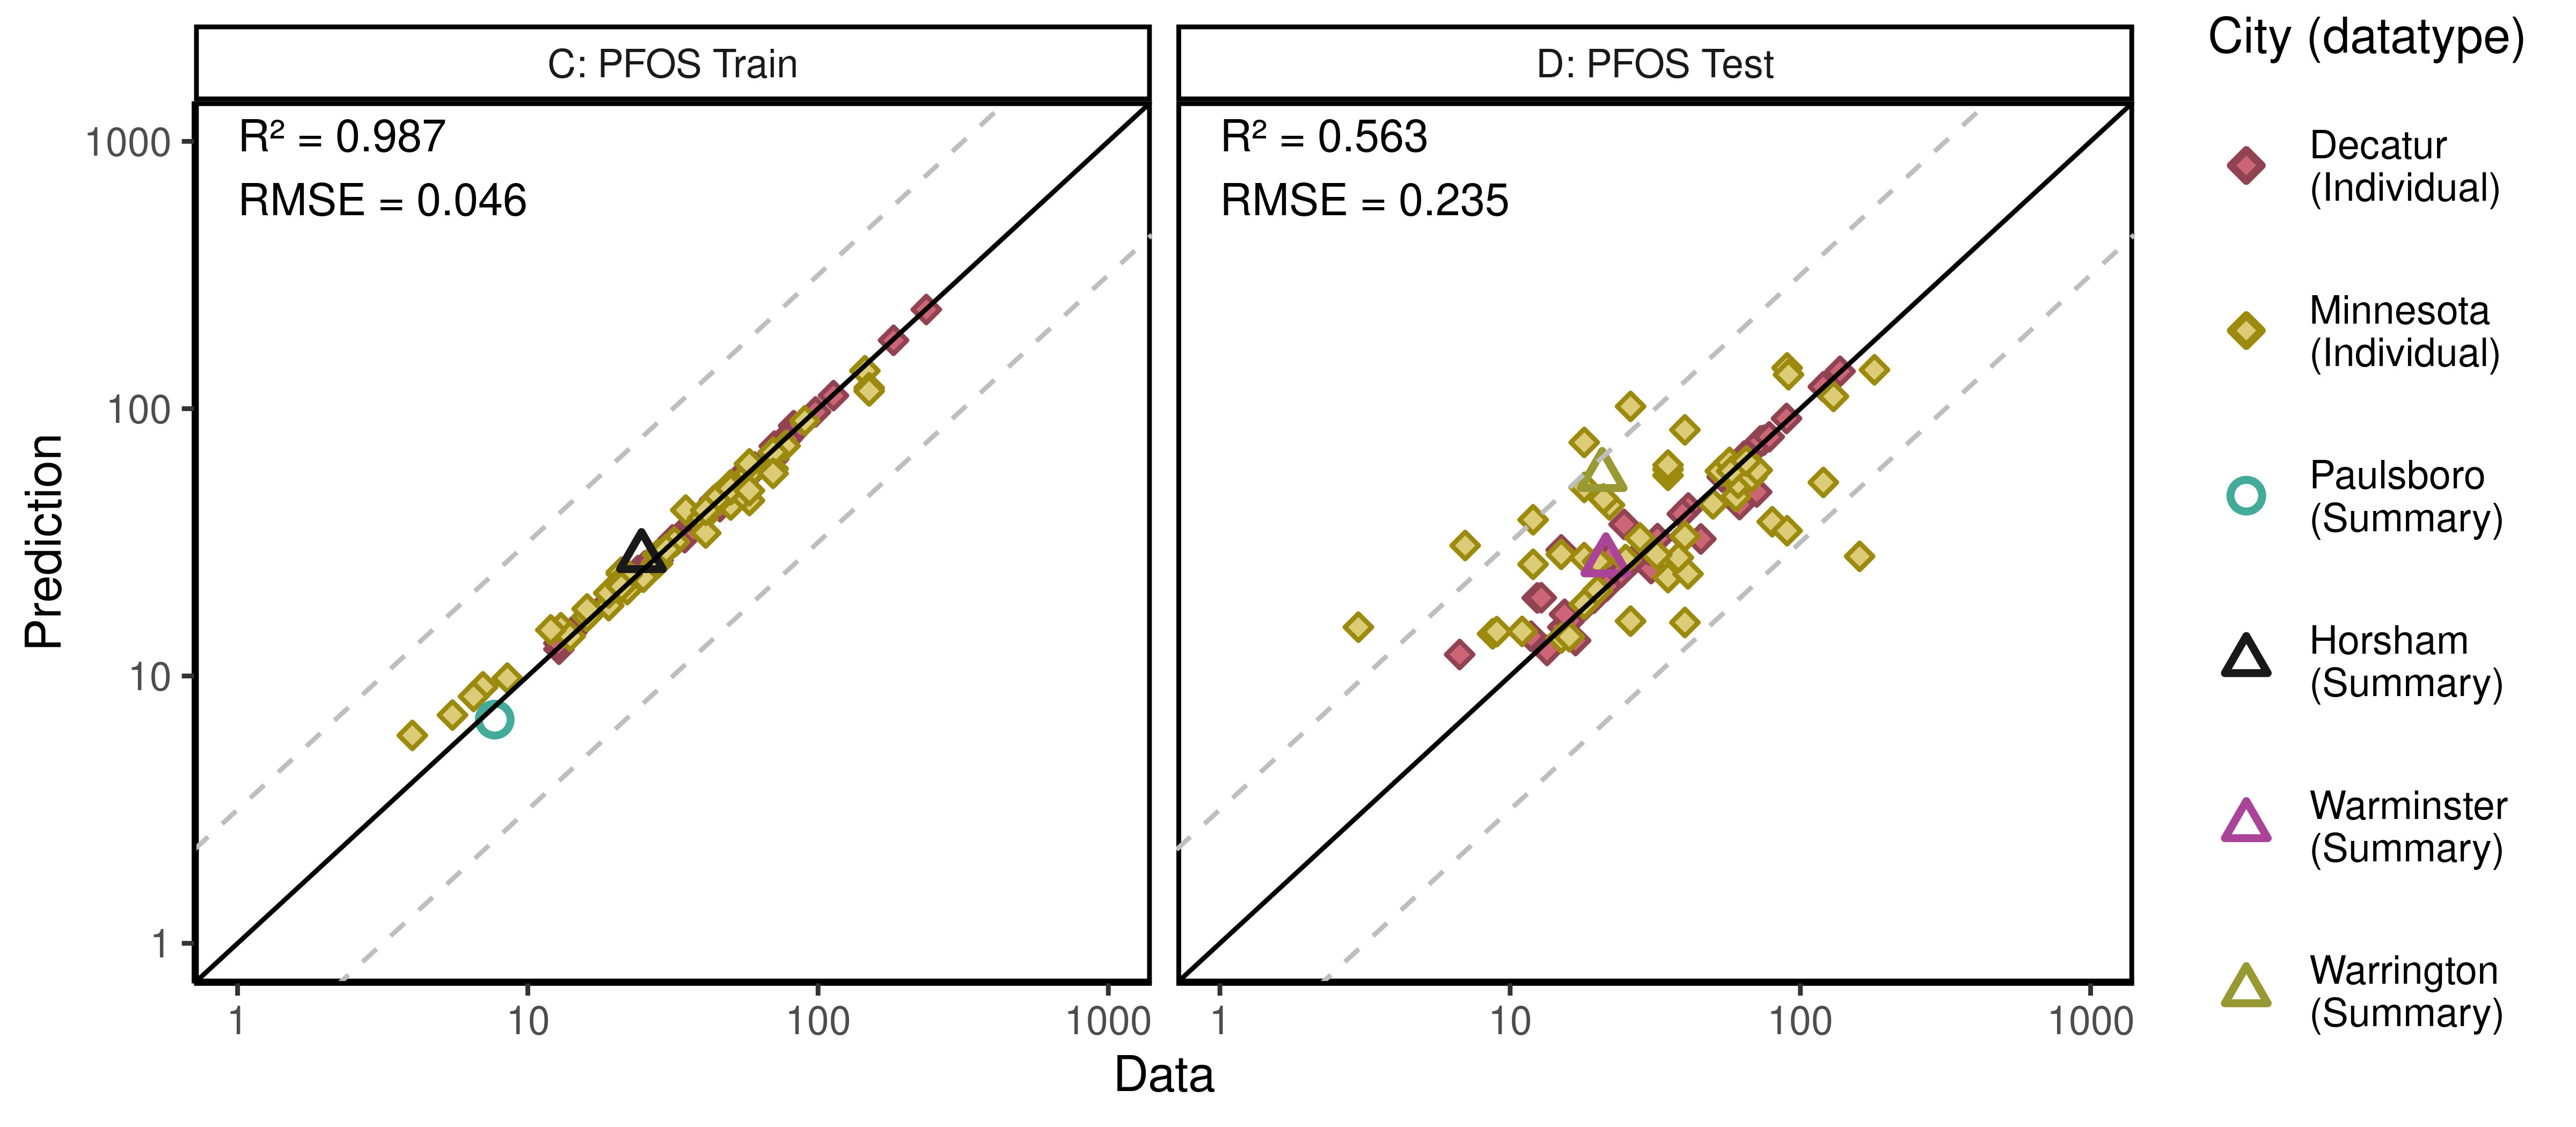 C: PFOS Train
D: PFOS Test
City (datatype)
R² = 0.987
RMSE = 0.046
R² = 0.563
RMSE = 0.235
1000
100
10
1
Prediction
1
10
100
1000
1
10
100
1000
Data
Decatur
(Individual)
Minnesota
(Individual)
Paulsboro
(Summary)
Horsham
(Summary)
Warminster
(Summary)
Warrington
(Summary)